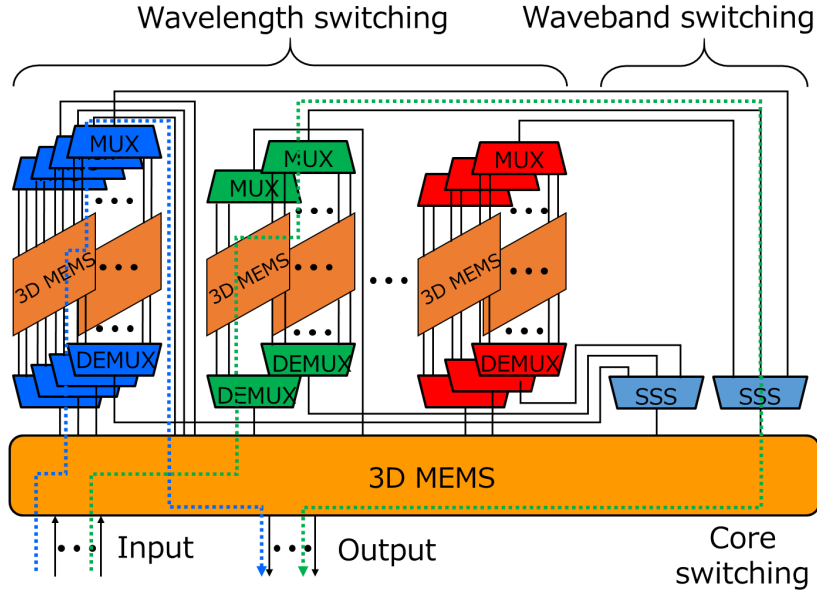 Wavelength switching
Waveband switching
MUX
MUX
MUX
MUX
3D MEMS
3D MEMS
3D MEMS
DEMUX
DEMUX
DEMUX
DEMUX
SSS
SSS
3D MEMS
Input
Output
Core
switching